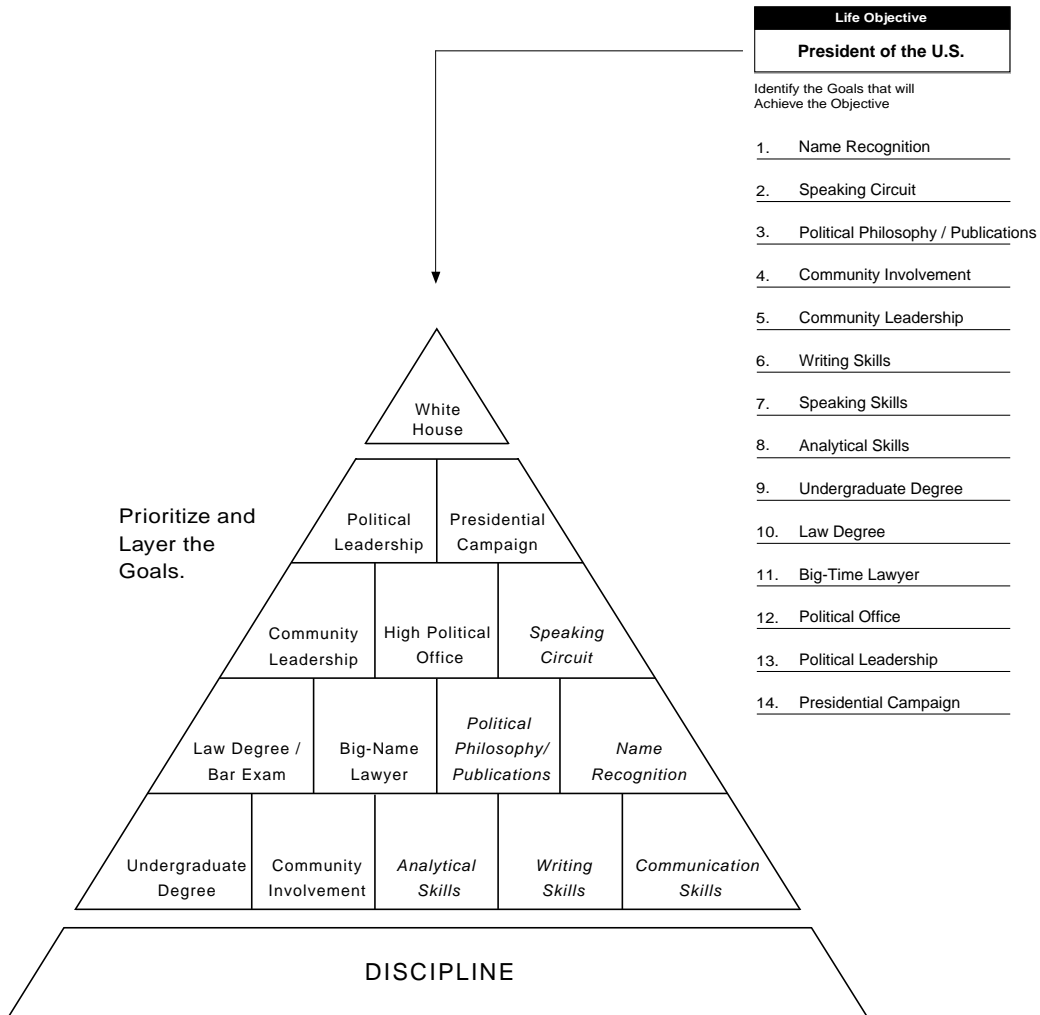 Life Objective
President of the U.S.
Identify the Goals that will
Achieve the Objective
1. Name Recognition
2. Speaking Circuit
3. Political Philosophy / Publications
4. Community Involvement
5. Community Leadership
6. Writing Skills
7. Speaking Skills
8. Analytical Skills
9. Undergraduate Degree
10. Law Degree
11. Big-Time Lawyer
12. Political Office
13. Political Leadership
14. Presidential Campaign
Prioritize and
Layer the
Goals.
White
House
Political
Leadership
Presidential
Campaign
Community
Leadership
High Political
Office
Speaking
Circuit
Law Degree /
Bar Exam
Big-Name
Lawyer
Political
Philosophy/
Publications
Name
Recognition
Undergraduate
Degree
Community
Involvement
Analytical
Skills
Writing
Skills
Communication
Skills
DISCIPLINE